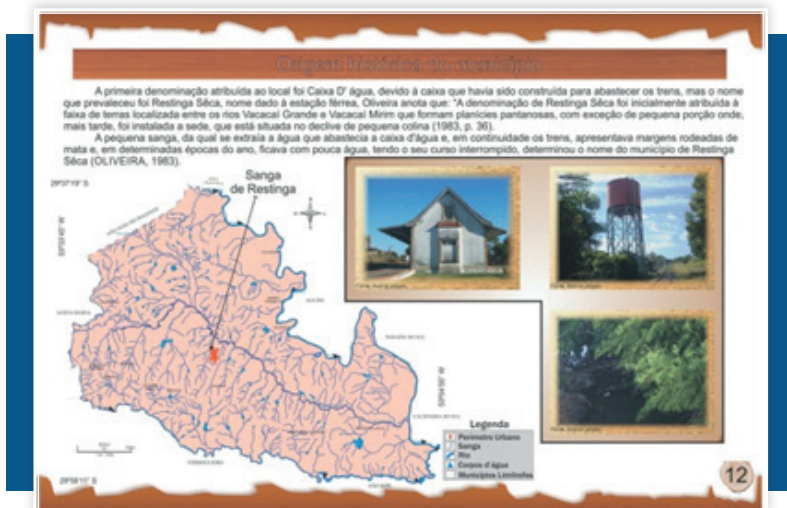 Origem histórica do município
A primeira denominação atribuída ao local foi Caixa D' água, devido à caixa que havia sido construída para abastecer os trens, mas o nome
que prevaleceu foi Restinga Sêca, nome dado à estação férrea, Oliveira anota que: "A denominação de Restinga Sêca foi inicialmente atribuída à
faixa de terras localizada entre os rios Vacacaí Grande e Vacacaí Mirim que formam planícies pantanosas, com exceção de pequena porção onde,
mais tarde, foi instalada a sede, que está situada no declive de pequena colina (1983, p. 36).
A pequena sanga, da qual se extraía a água que abastecia a caixa d'água e, em continuidade os trens, apresentava margens rodeadas de
mata e, em determinadas épocas do ano, ficava com pouca água, tendo o seu curso interrompido, determinou o nome do município de Restinga
Sêca (OLIVEIRA, 1983).
Sanga
de Restinga
Legenda
Perímetro Urbano
Sanga
Rio
Corpos d'água
Municípios Limítrofes
12